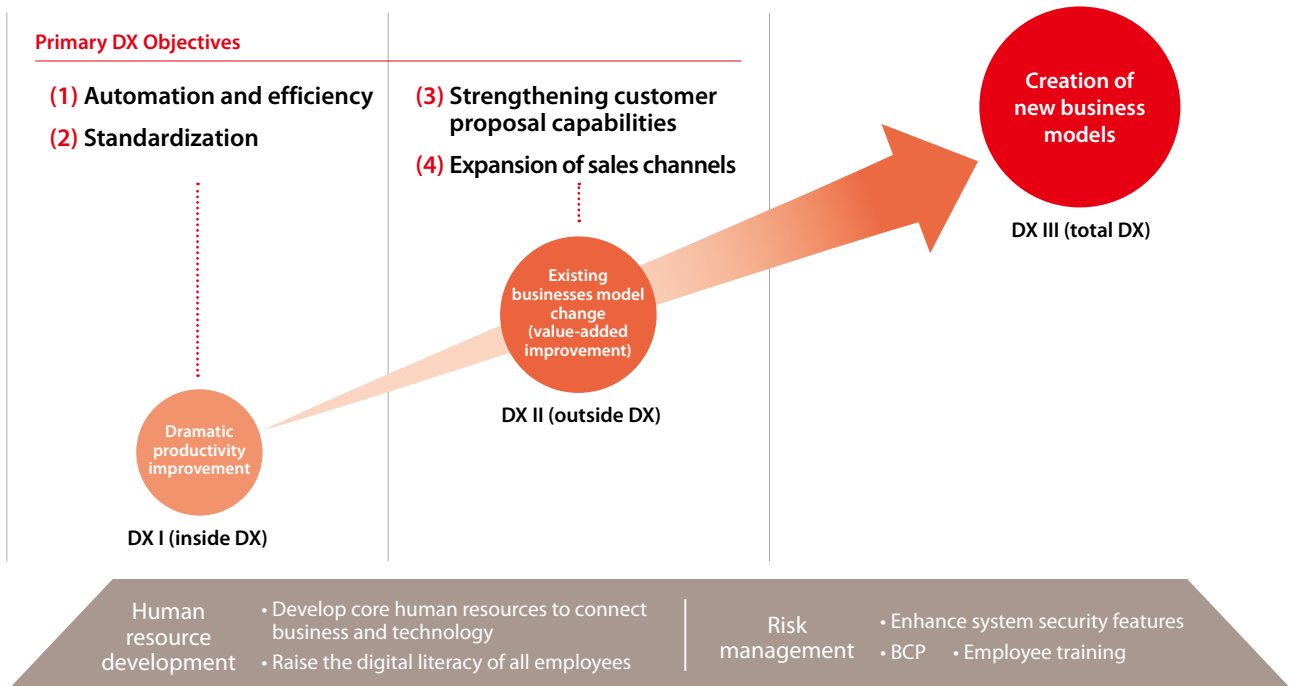 Primary DX Objectives
(1) Automation and efficiency
(2) Standardization
(3) Strengthening customer
proposal capabilities
(4) Expansion of sales channels
Creation of
new business
models
DX III (total DX)
Existing
businesses model
change
(value-added
improvement)
DX II (outside DX)
Dramatic
productivity
improvement
DX I (inside DX)
Human
resource
development
• Develop core human resources to connect
business and technology
• Raise the digital literacy of all employees
Risk
management
• Enhance system security features
• BCP • Employee training